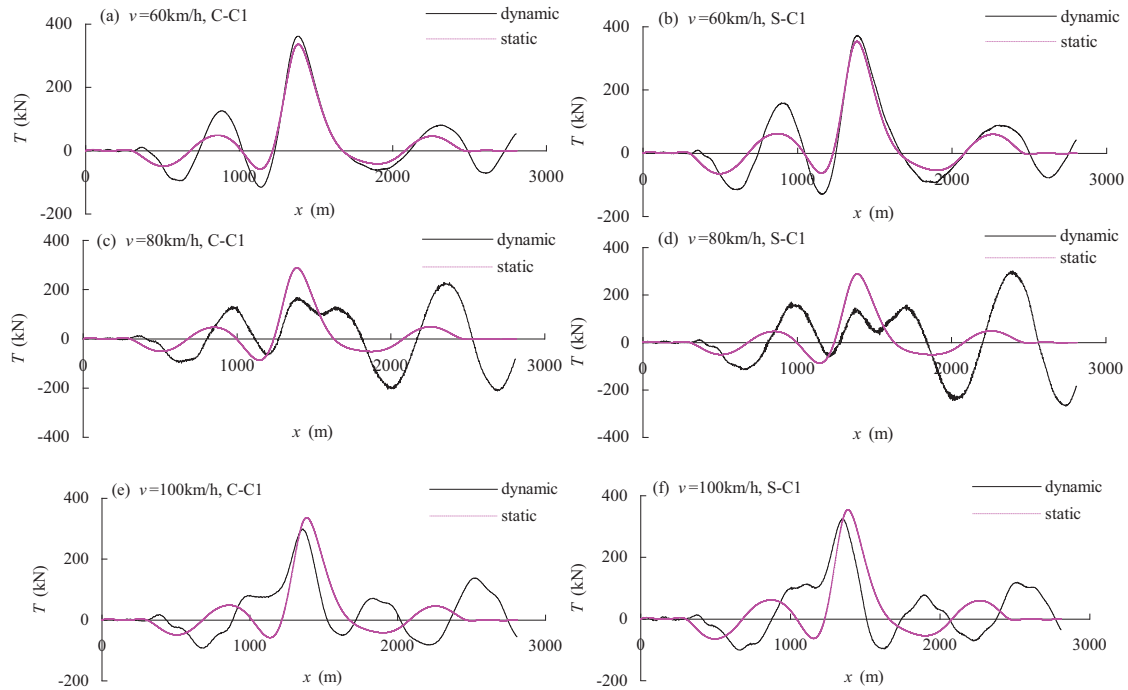 (a) v=60km/h, C-C1
dynamic
static
400
200
0
-200
T (kN)
0 1000 2000 3000
x (m)
(b) v=60km/h, S-C1
dynamic
static
400
200
0
-200
T (kN)
0 1000 2000 3000
x (m)
(c) v=80km/h, C-C1
dynamic
static
400
200
0
-200
-400
T (kN)
0 1000 2000 3000
x (m)
(d) v=80km/h, S-C1
dynamic
static
400
200
0
-200
-400
T (kN)
0 1000 2000 3000
x (m)
(e) v=100km/h, C-C1
dynamic
static
400
200
0
-200
T (kN)
0 1000 2000 3000
x (m)
(f) v=100km/h, S-C1
dynamic
static
400
200
0
-200
T (kN)
0 1000 2000 3000
x (m)